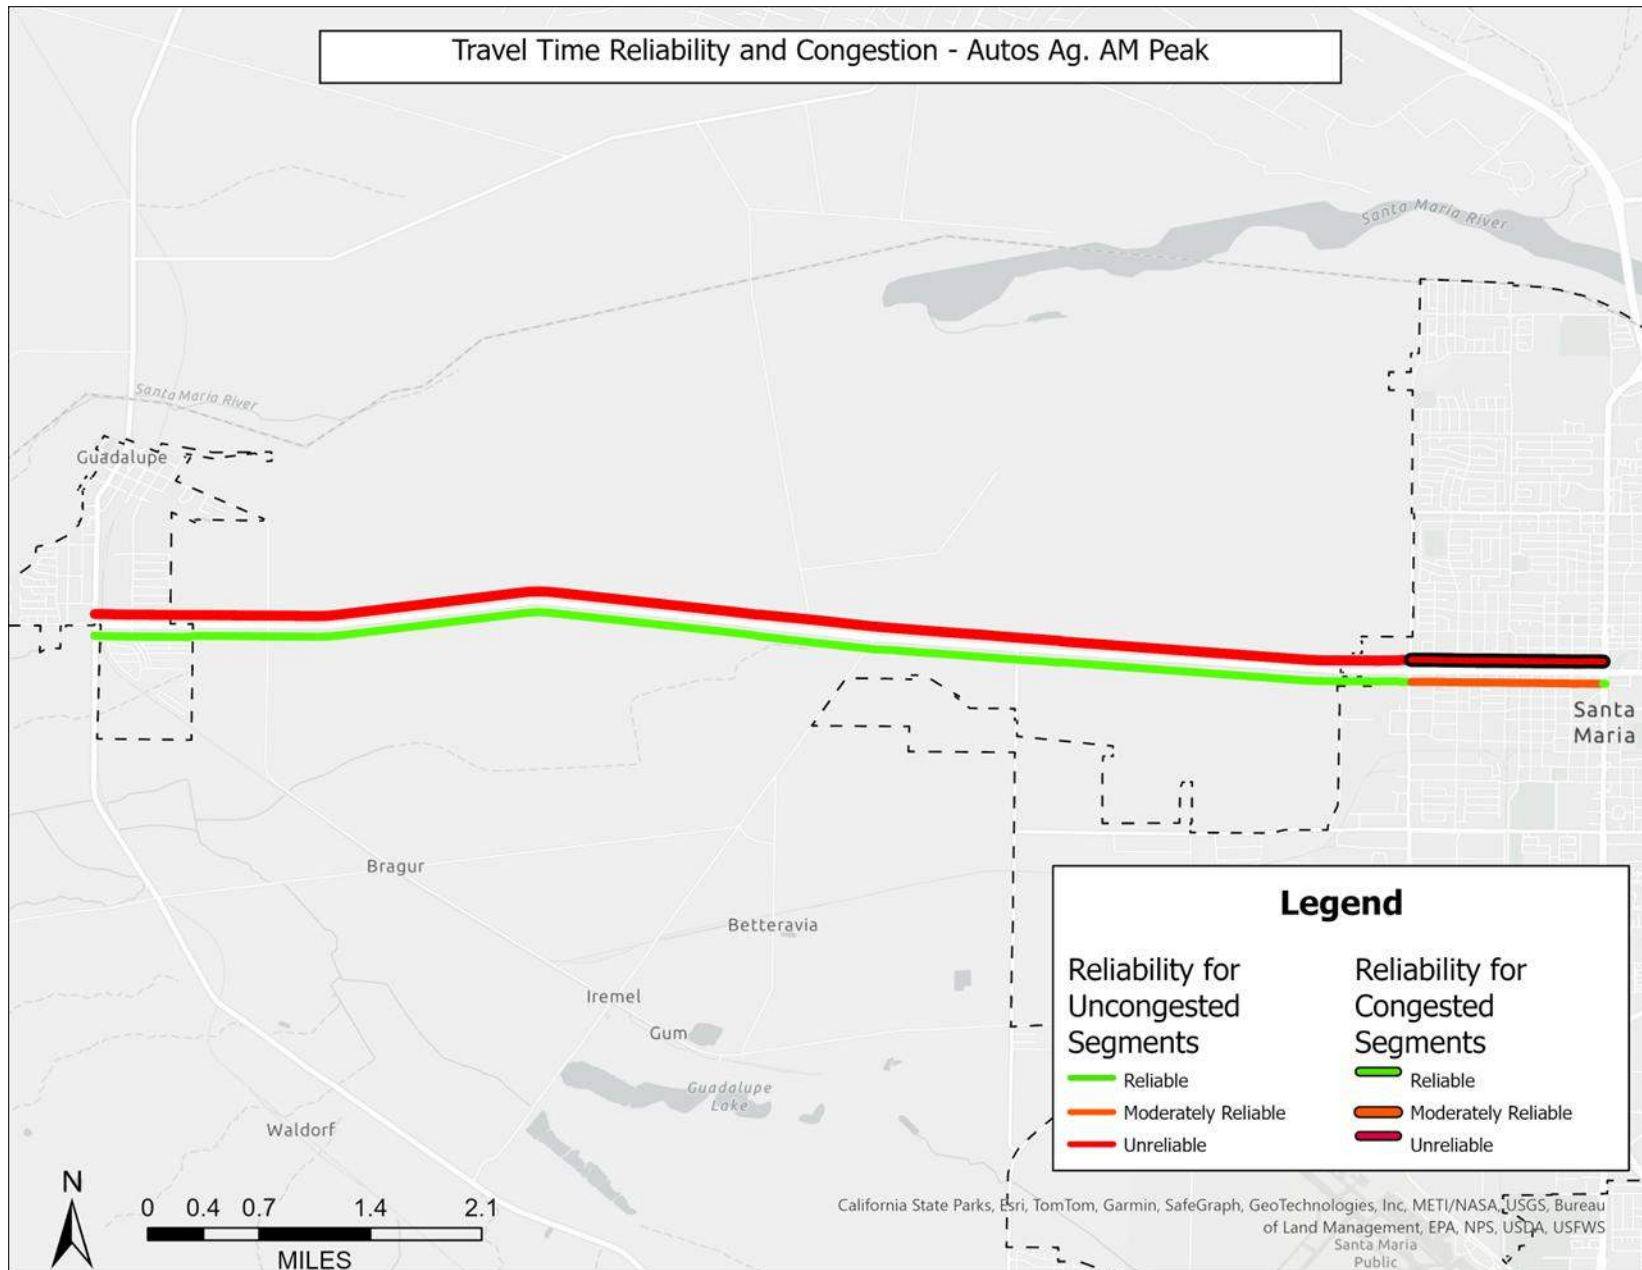 Travel Time Reliability and Congestion - Autos Ag. AM Peak
Santa Maria River
Santa Maria River
Guadalupe
Santa
Maria
Bragur
Betteravia
Iremel
Gum
Guadalupe
Lake
Waldorf
Legend
Reliability for
Uncongested
Segments
Reliable
Moderately Reliable
Unreliable
Reliability for
Congested
Segments
Reliable
Moderately Reliable
Unreliable
N
0 0.4 0.7 1.4 2.1
MILES
California State Parks, Esri, TomTom, Garmin, SafeGraph, GeoTechnologies, Inc, METI/NASA, USGS, Bureau
of Land Management, EPA, NPS, USDA, USFWS
Santa Maria
Public